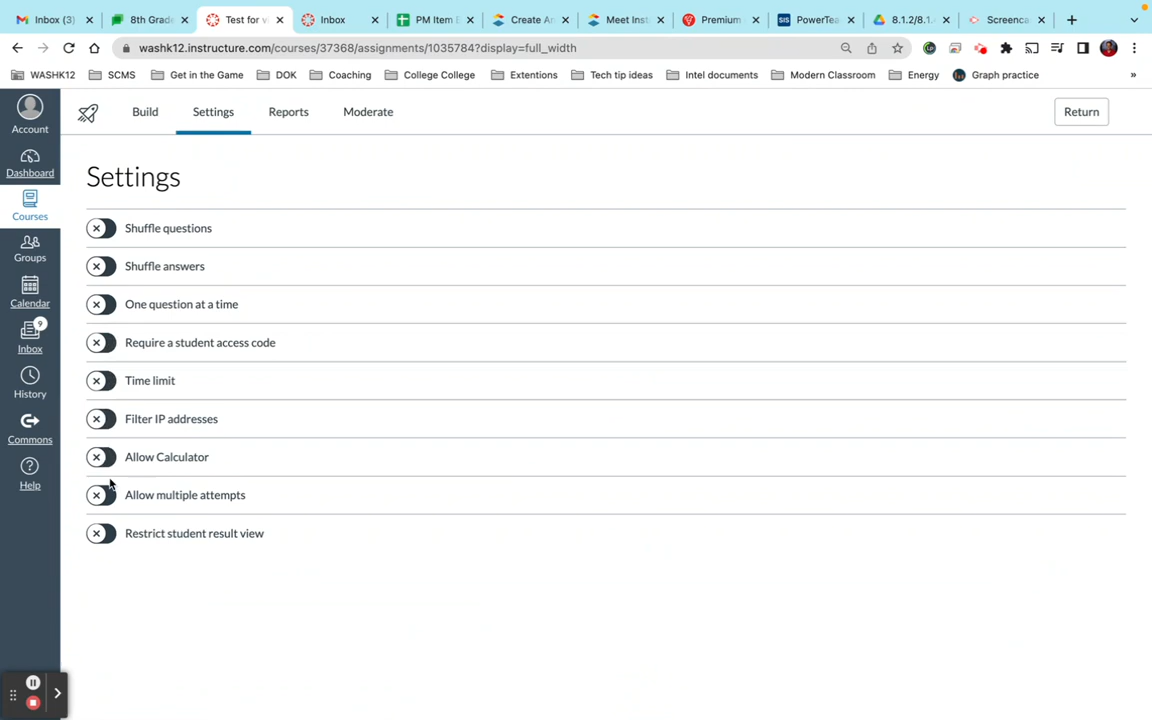 Inbox (3)
8th Grade
Test for v
Inbox
PM Item B
Create An
Meet Inst
Premium
PowerTea
8.1.2/8.1.
Screenca
washk12.instructure.com/courses/37368/assignments/1035784?display=full_width
WASHK12
SCMS
Get in the Game
DOK
Coaching
College College
Extentions
Tech tip ideas
Intel documents
Modern Classroom
Energy
Graph practice
»
Account
Dashboard
Courses
Groups
Calendar
9
Inbox
History
Commons
Help
Build
Settings
Reports
Moderate
Return
Settings
Shuffle questions
Shuffle answers
One question at a time
Require a student access code
Time limit
Filter IP addresses
Allow Calculator
Allow multiple attempts
Restrict student result view